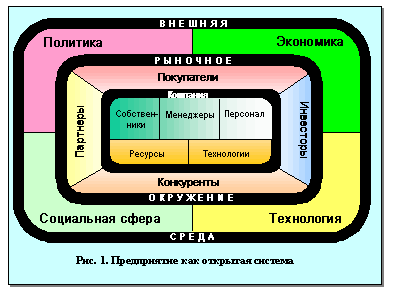 ВНЕШНЯЯ
Политика
Экономика
РЫНОЧНОЕ
Покупатели
Компания
Партнеры
Собствен-
ники
Менеджеры
Персонал
Инвесторы
Ресурсы
Технологии
Конкуренты
ОКРУЖЕНИЕ
Социальная сфера
Технология
СРЕДА
Рис. 1. Предприятие как открытая система